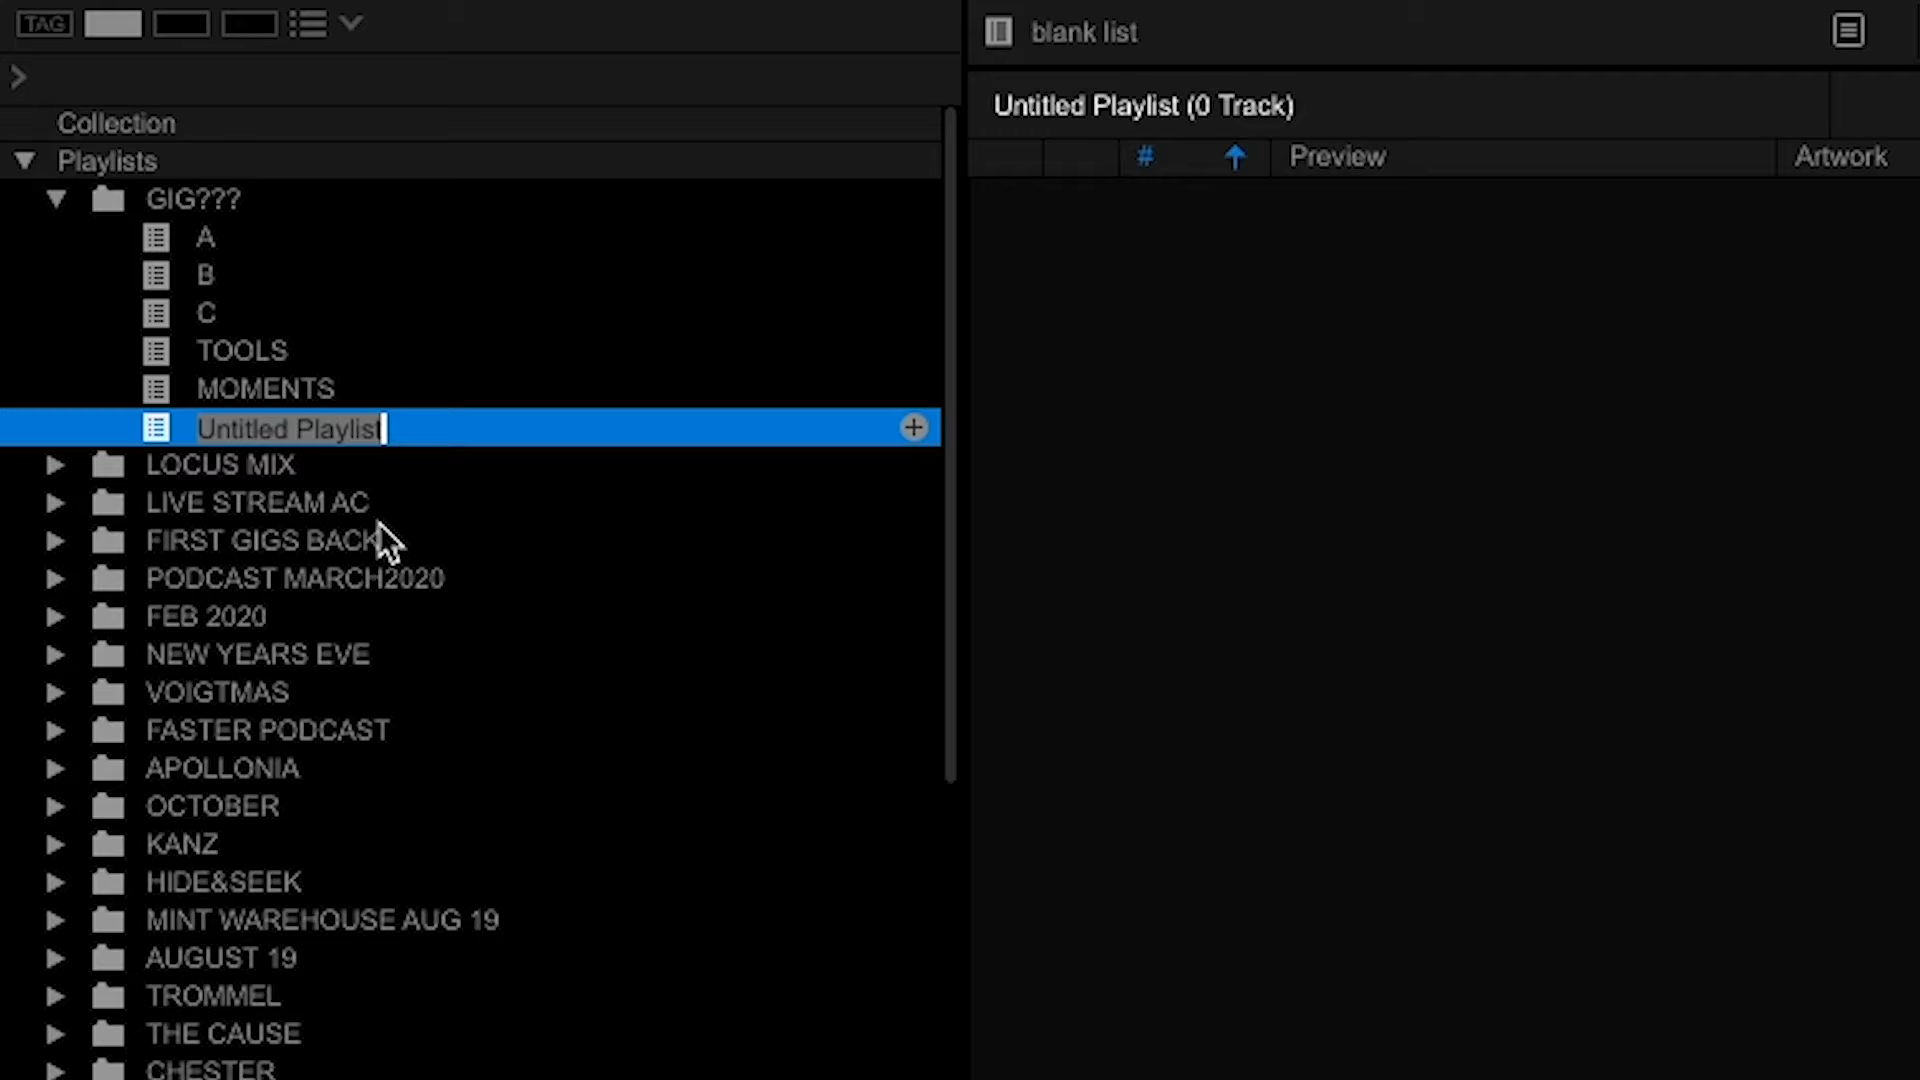 TAG
blank list
Untitled Playlist (0 Track)
# Preview Artwork
Collection
Playlists
GIG???
A
B
C
TOOLS
MOMENTS
Untitled Playlist
LOCUS MIX
LIVE STREAM AC
FIRST GIGS BACK
PODCAST MARCH2020
FEB 2020
NEW YEARS EVE
VOIGTMAS
FASTER PODCAST
APOLLONIA
OCTOBER
KANZ
HIDE&SEEK
MINT WAREHOUSE AUG 19
AUGUST 19
TROMMEL
THE CAUSE
CHESTER